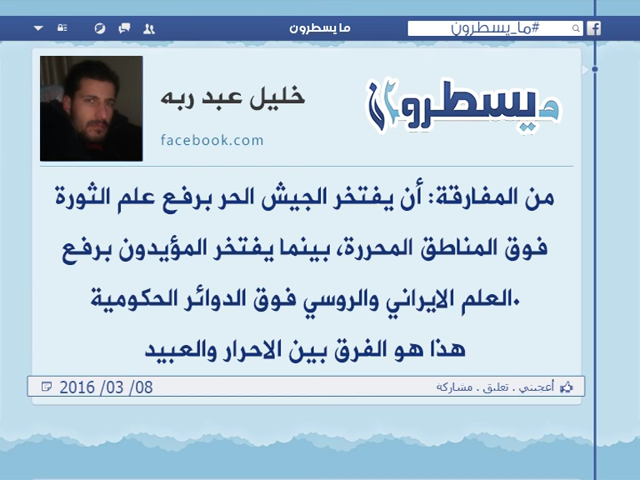 ما يسطرون
#ما_يسطرون
ما يسطرون
خليل عبد ربه
facebook.com
من المفارقة: أن يفتخر الجيش الحر برفع علم الثورة
فوق المناطق المحررة، بينما يفتخر المؤيدون برفع
العلم الايراني والروسي فوق الدوائر الحكومية.
هذا هو الفرق بين الاحرار والعبيد
أعجبني . تعليق . مشاركة
2016 /03 /08